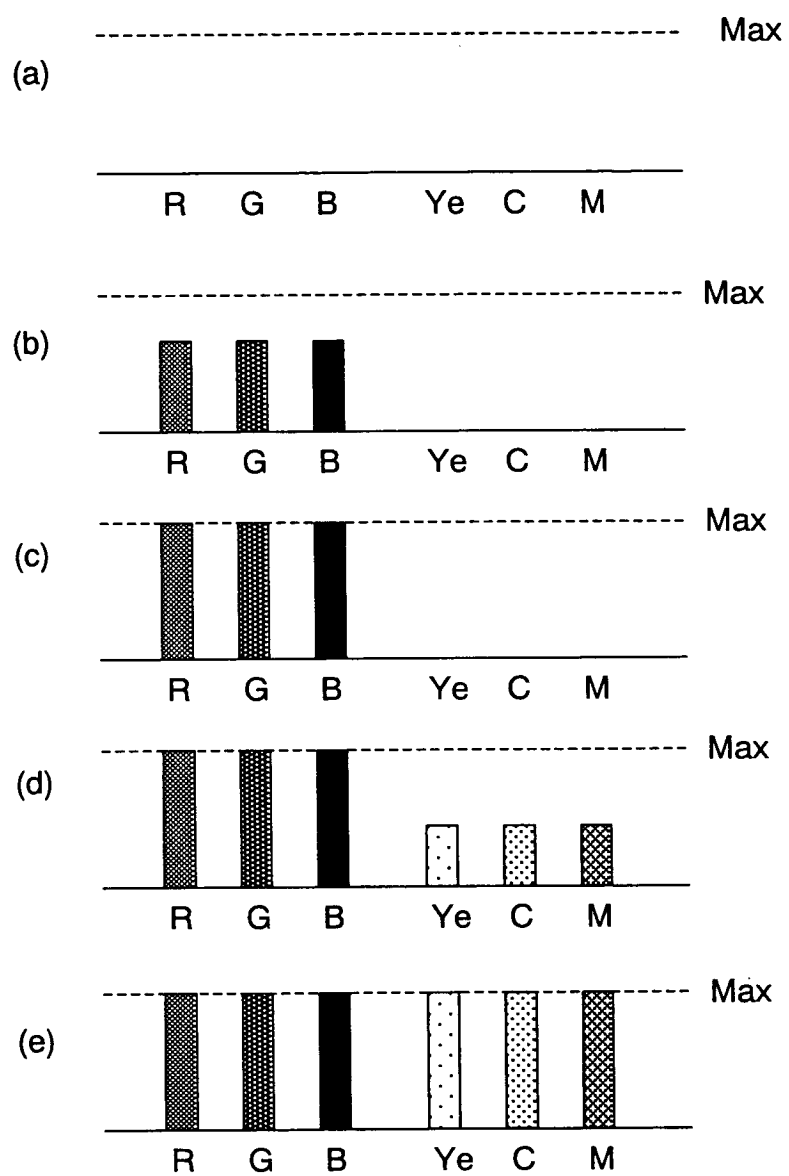 Max
(a)
R G B Ye C M
Max
(b)
R G B Ye C M
Max
(c)
R G B Ye C M
Max
(d)
R G B Ye C M
Max
(e)
R G B Ye C M